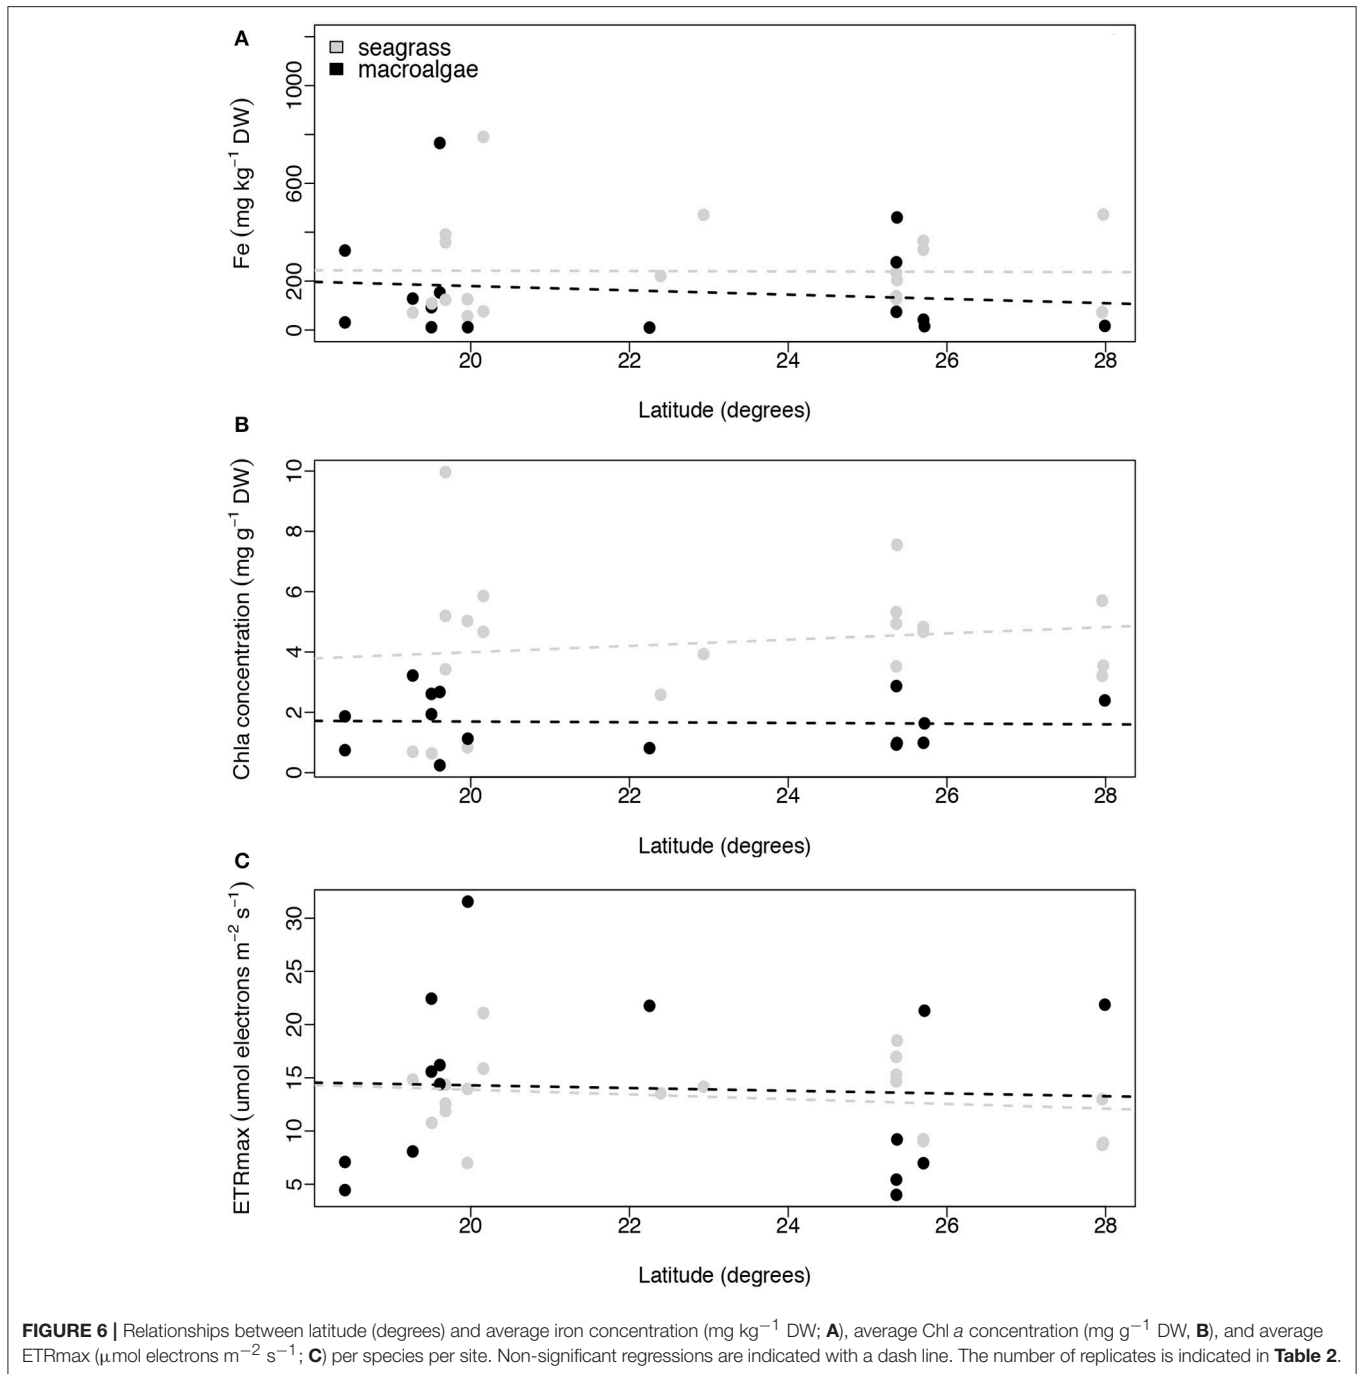 A
seagrass
macroalgae
Fe (mg kg−1 DW)
1000
600
200
0
20 22 24 26 28
Latitude (degrees)
B
Chla concentration (mg g−1 DW)
10
8
6
4
2
0
20 22 24 26 28
Latitude (degrees)
C
ETRmax (umol electrons m−2 s−1)
30
25
20
15
10
5
20 22 24 26 28
Latitude (degrees)
FIGURE 6 | Relationships between latitude (degrees) and average iron concentration (mg kg−1 DW; A), average Chl a concentration (mg g−1 DW, B), and average
ETRmax (μmol electrons m−2 s−1; C) per species per site. Non-significant regressions are indicated with a dash line. The number of replicates is indicated in Table 2.